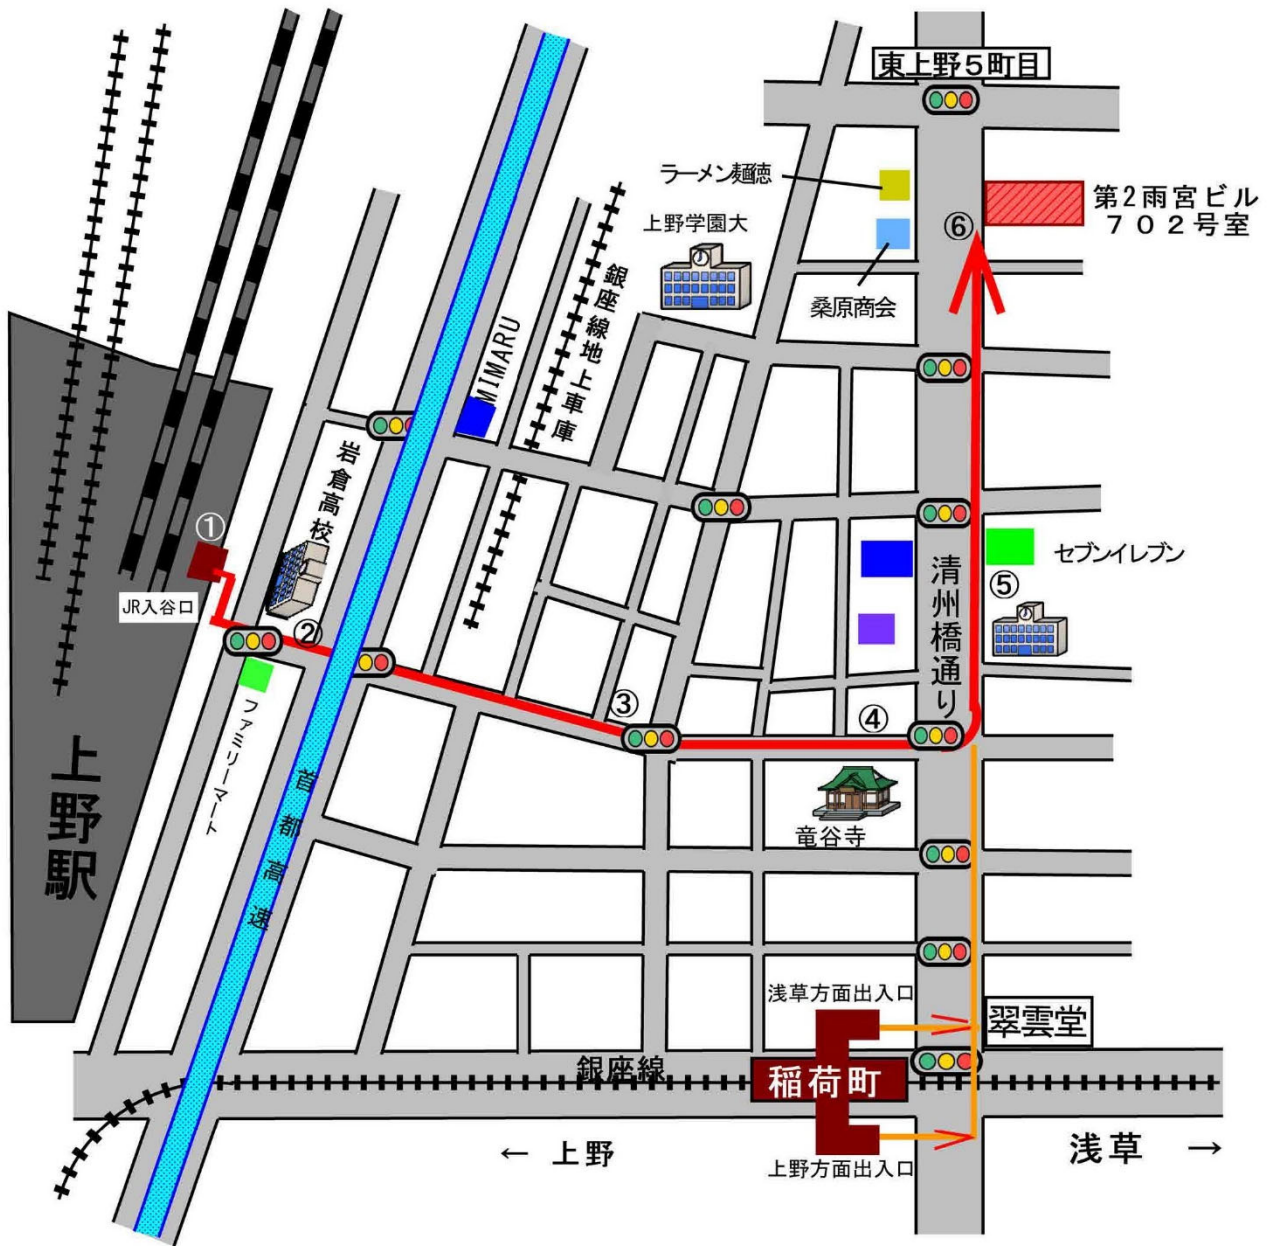 東上野5町目
ラーメン麺徳
上野学園大
第2雨宮ビル
702号室
⑥
桑原商会
銀座線地上車庫
MIMARU
岩倉高校
①
JR入谷口
②
セブンイレブン
⑤
清州橋通り
③
④
ファミリーマート
上野駅
首都高速
竜谷寺
浅草方面出入口
翠雲堂
銀座線
稲荷町
← 上野
上野方面出入口
浅草 →